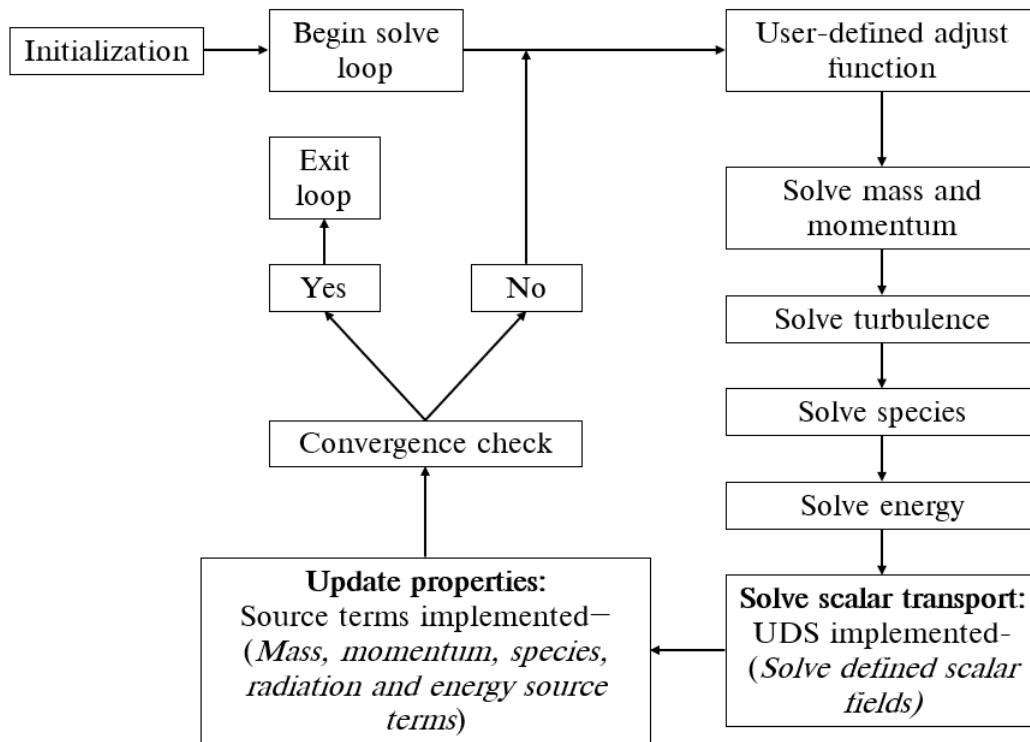 Initialization
Begin solve
loop
User-defined adjust
function
Exit
loop
Solve mass and
momentum
Yes
No
Solve turbulence
Solve species
Convergence check
Solve energy
Update properties:
Source terms implemented–
(Mass, momentum, species,
radiation and energy source
terms)
Solve scalar transport:
UDS implemented-
(Solve defined scalar
fields)